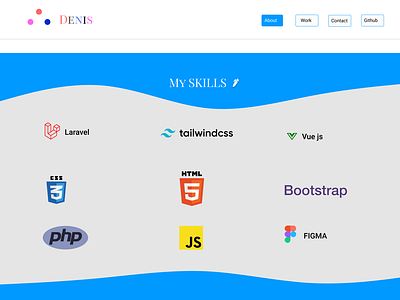 DENIS
About
Work
Contact
Github
MY SKILLS
Laravel
tailwindcss
Vue js
CSS
3
HTML
5
Bootstrap
php
JS
FIGMA